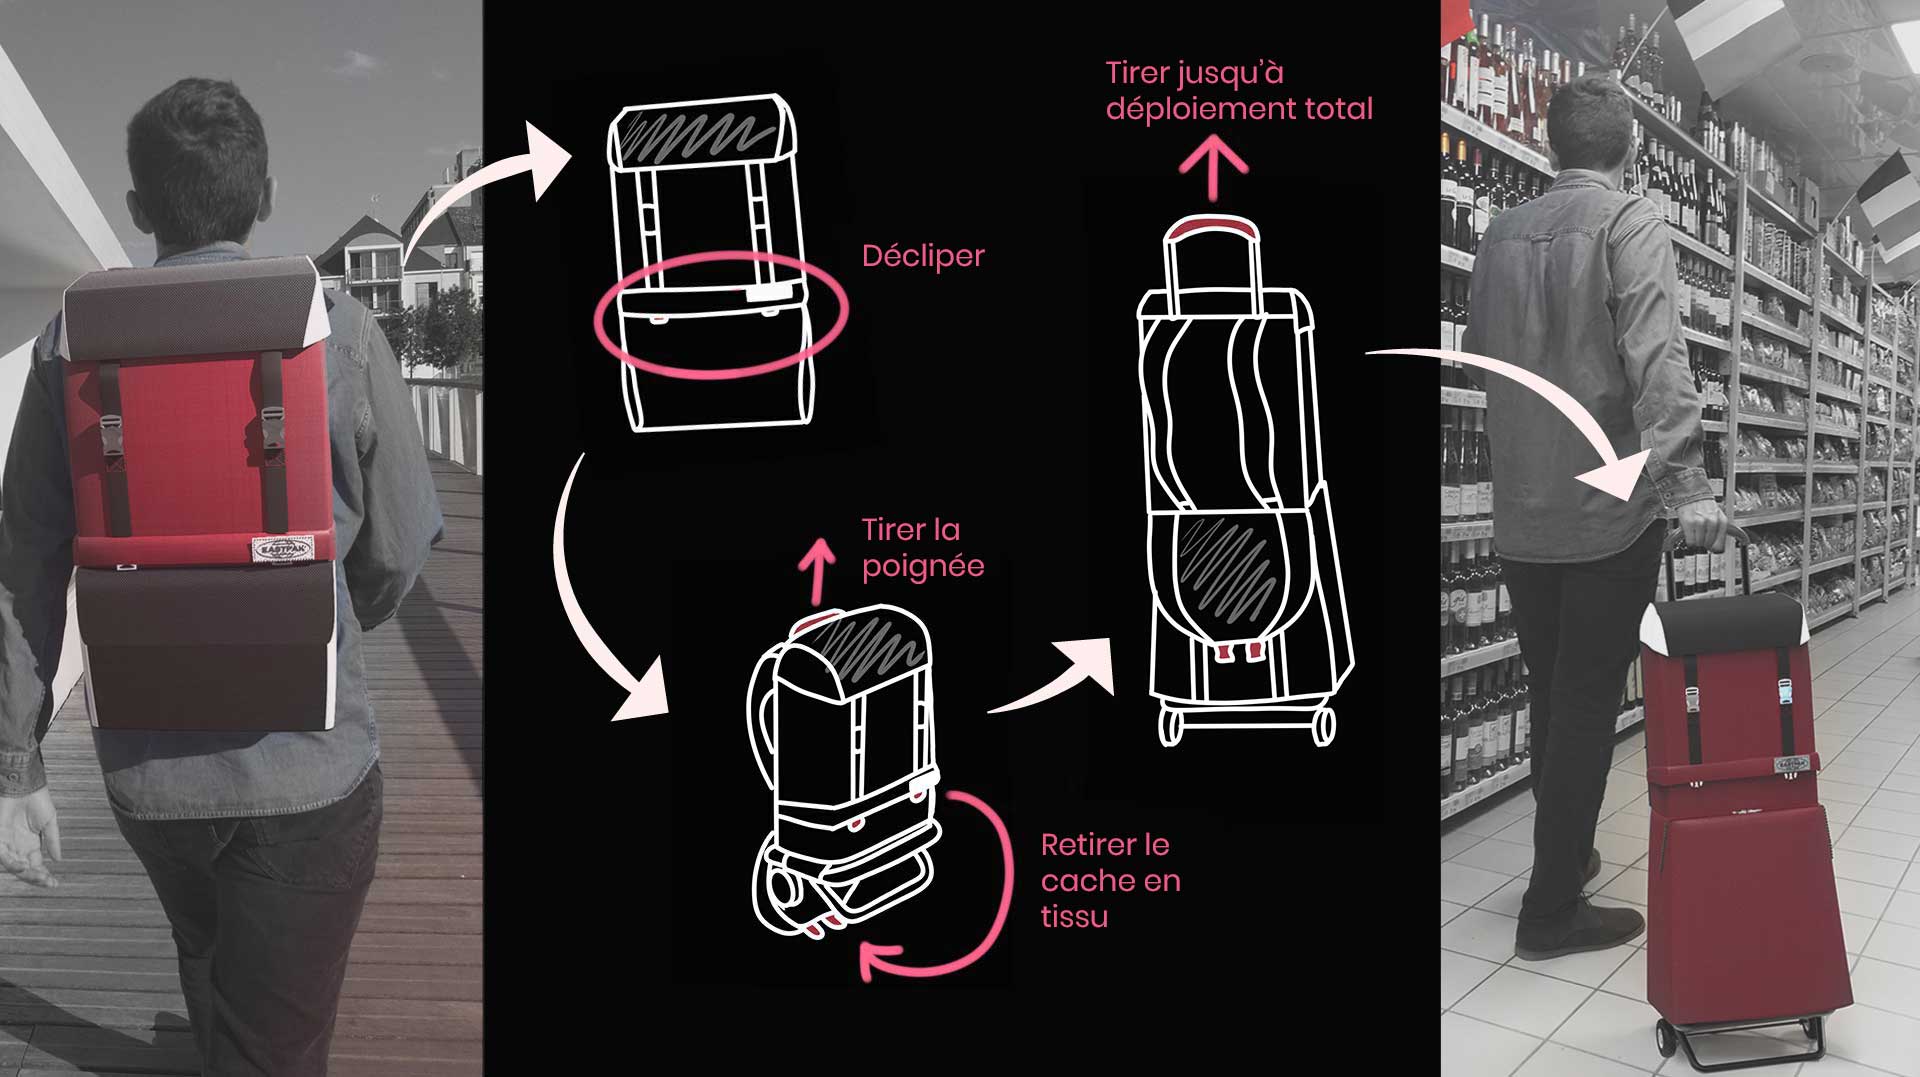 EASTPAK
Décliper
Tirer la
poignée
Retirer le
cache en
tissu
Tirer jusqu'à
déploiement total
EASTPAK